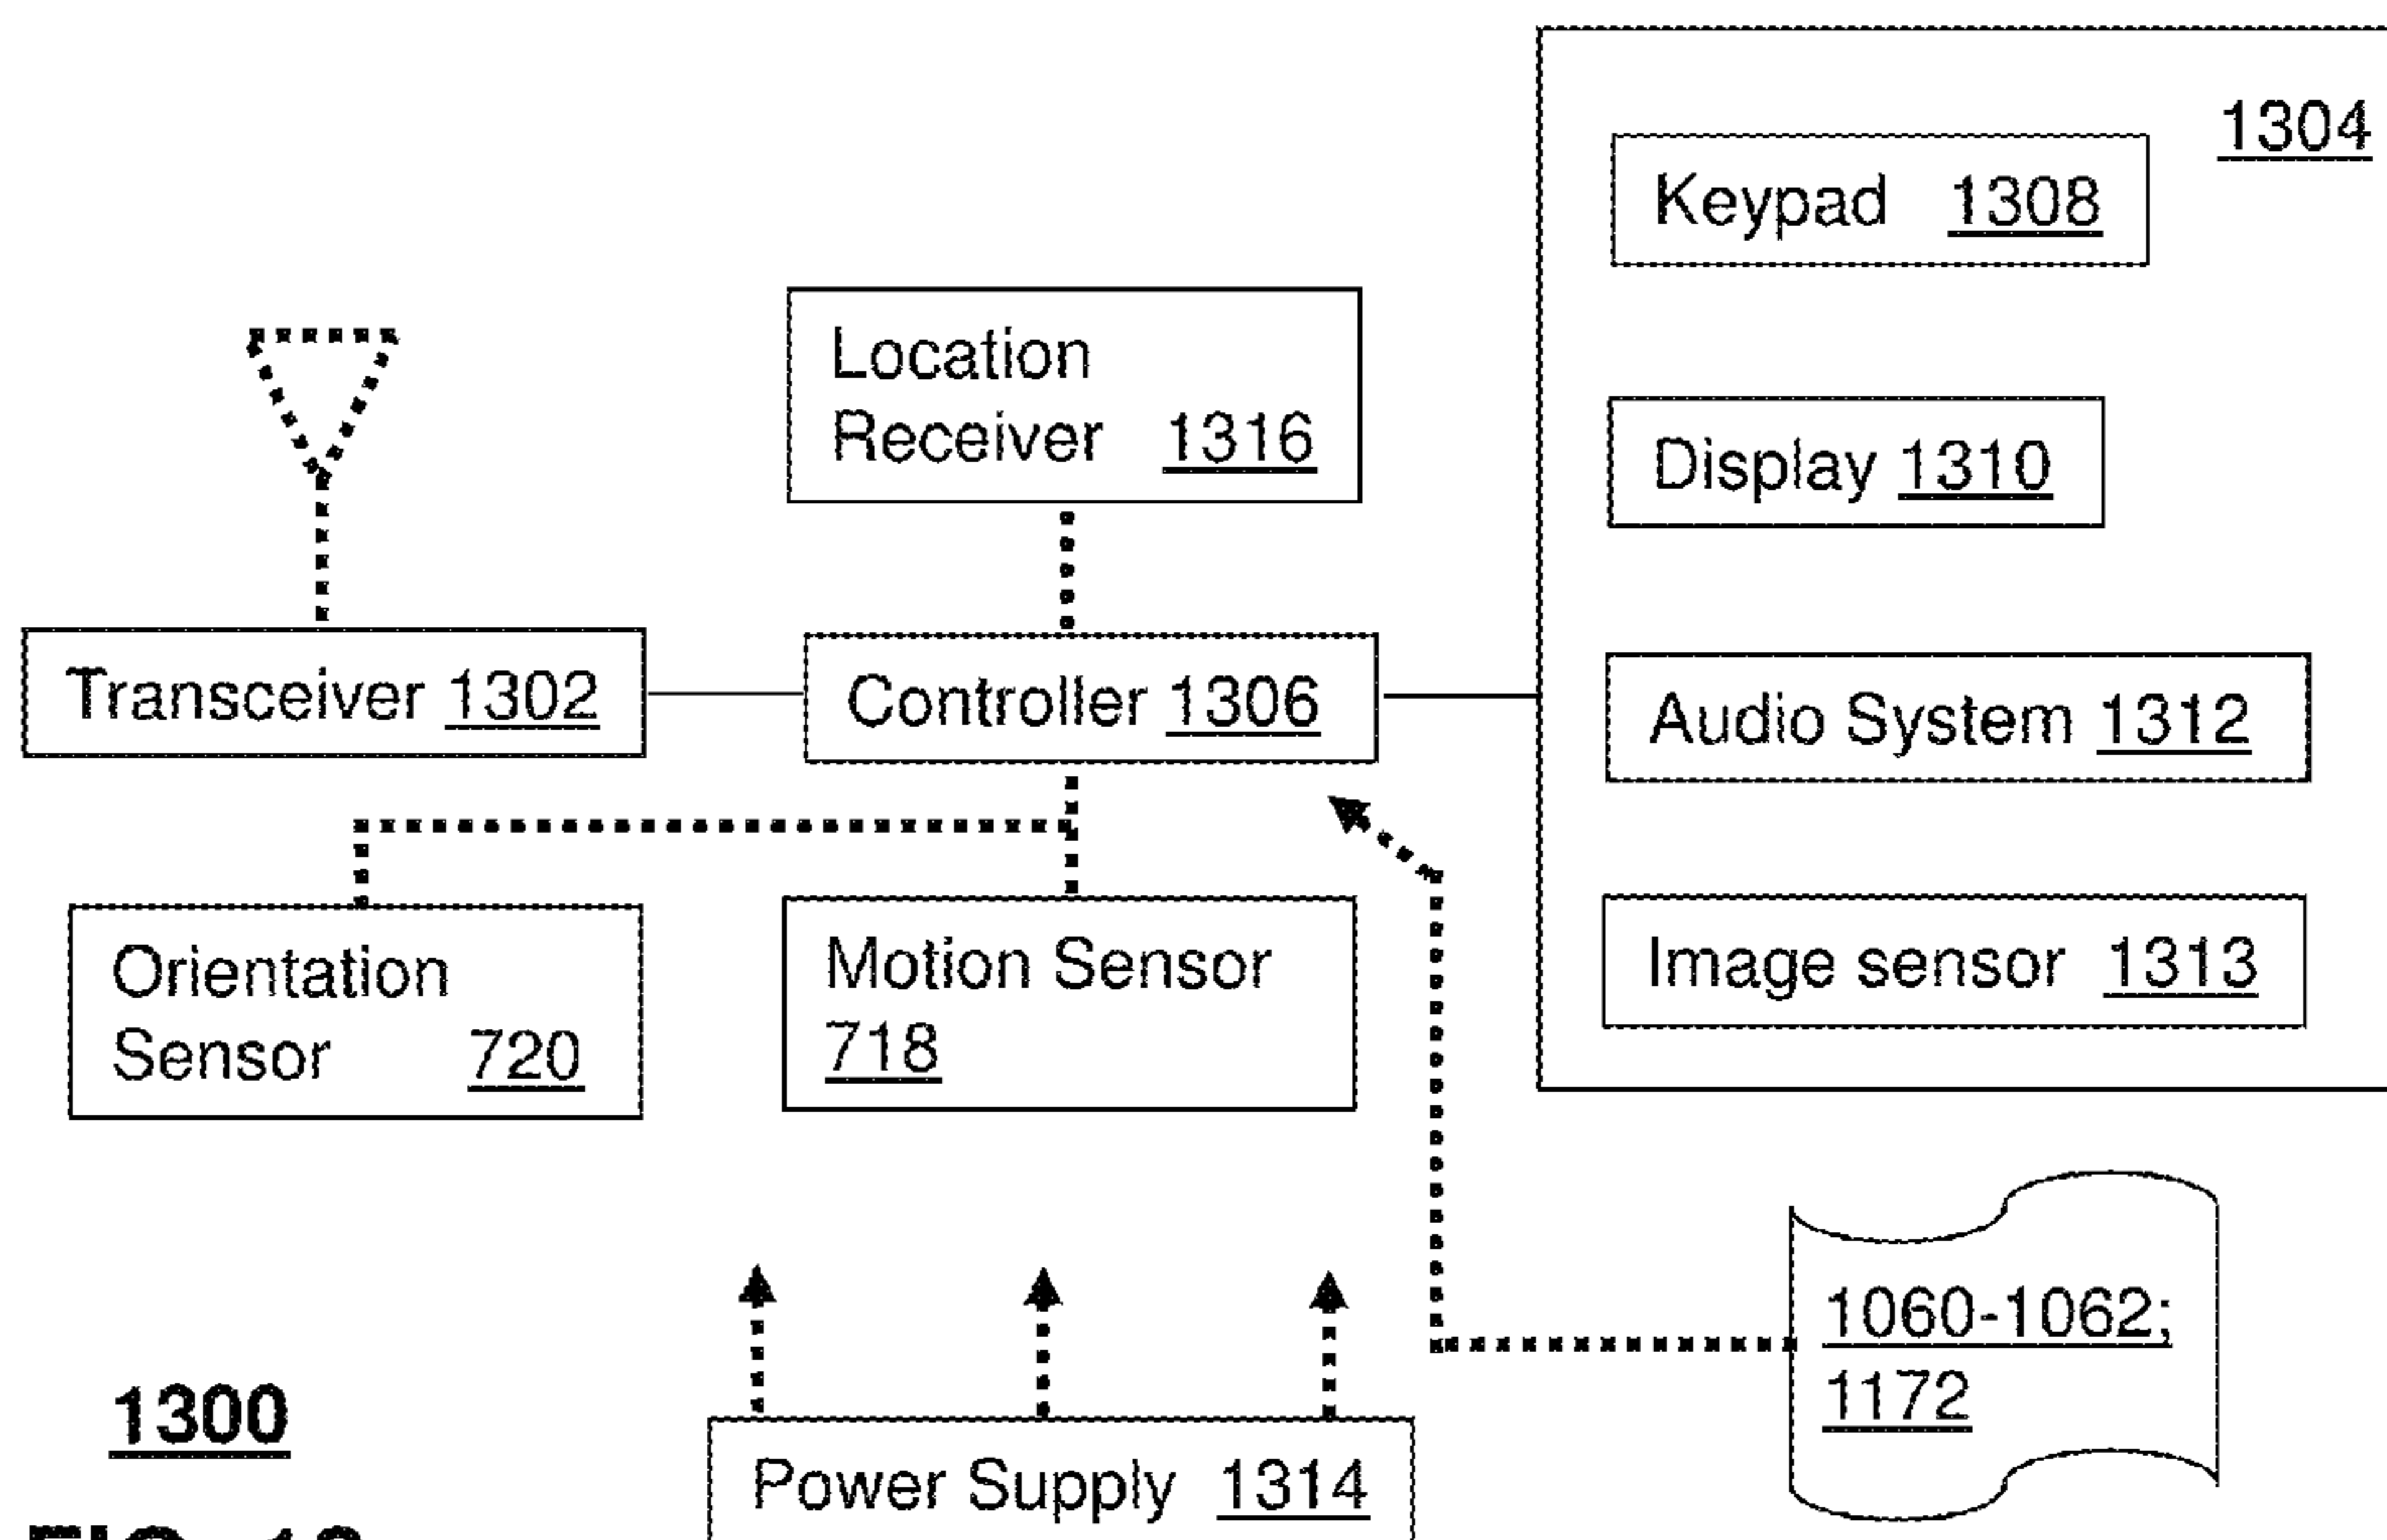 1304
Keypad 1308
Location
Receiver 1316
Display 1310
Transceiver 1302
Controller 1306
Audio System 1312
Orientation
Sensor 720
Motion Sensor
718
Image sensor 1313
1060-1062;
1172
1300
Power Supply 1314